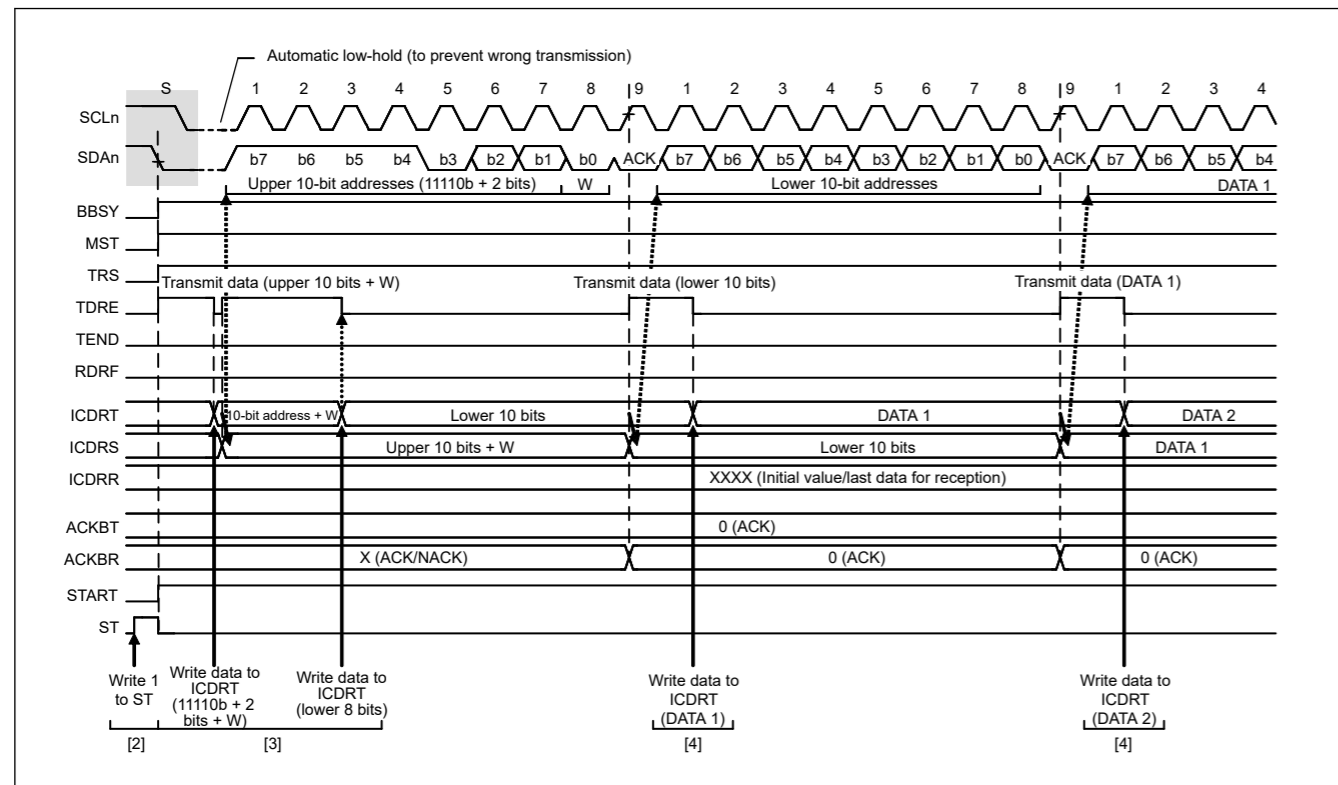 Automatic low-hold (to prevent wrong transmission)
S 1 2 3 4 5 6 7 8 9 1 2 3 4 5 6 7 8 9 1 2 3 4
SCLn
SDAn b7 b6 b5 b4 b3 b2 b1 b0 ACK b7 b6 b5 b4 b3 b2 b1 b0 ACK b7 b6 b5 b4
Upper 10-bit addresses (11110b + 2 bits) W Lower 10-bit addresses DATA 1
BBSY
MST
TRS
Transmit data (upper 10 bits + W) Transmit data (lower 10 bits) Transmit data (DATA 1)
TDRE
TEND
RDRF
ICDRT 10-bit address + W Lower 10 bits DATA 1 DATA 2
ICDRS Upper 10 bits + W Lower 10 bits DATA 1
ICDRR XXXX (Initial value/last data for reception)
ACKBT 0 (ACK)
ACKBR X (ACK/NACK) 0 (ACK) 0 (ACK)
START
ST
Write 1
to ST
Write data to
ICDRT
(11110b + 2
bits + W)
Write data to
ICDRT
(lower 8 bits)
Write data to
ICDRT
(DATA 1)
Write data to
ICDRT
(DATA 2)
[2] [3] [4] [4]